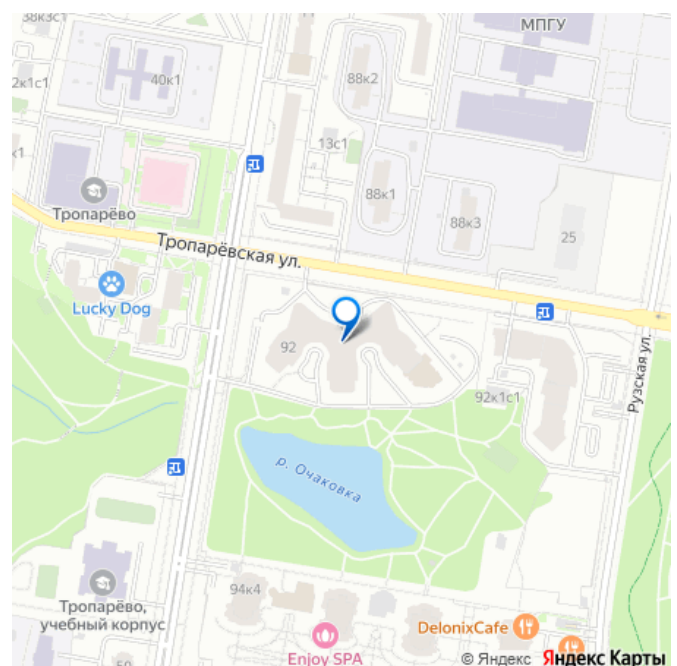 38к3с1
МПГУ
2к1с1
40к1
88к2
13с1
к1
88к1
Тропарёво
88к3
25
Тропарёвская ул.
Lucky Dog
92
Рузская ул.
92к1с1
р. Очаковка
94к4
Тропарёво,
учебный корпус
DelonixCafe
50
Enjoy SPA
© Яндекс Яндекс Карты